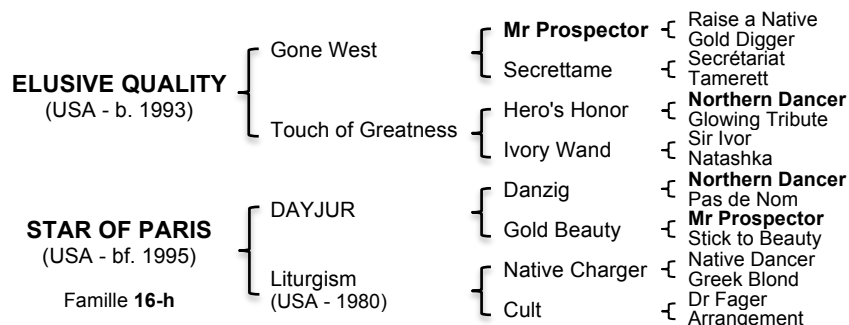 ELUSIVE QUALITY
(USA - b. 1993)
Gone West
Mr Prospector
Raise a Native
Gold Digger
Secrettame
Secrétariat
Tamerett
Touch of Greatness
Hero's Honor
Northern Dancer
Glowing Tribute
Ivory Wand
Sir Ivor
Natashka
STAR OF PARIS
(USA - bf. 1995)
Famille 16-h
DAYJUR
Danzig
Northern Dancer
Pas de Nom
Gold Beauty
Mr Prospector
Stick to Beauty
Liturgism
(USA - 1980)
Native Charger
Native Dancer
Greek Blond
Cult
Dr Fager
Arrangement